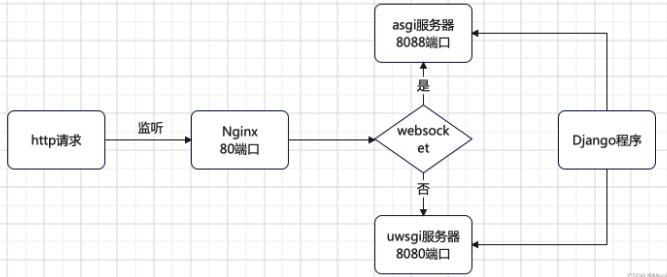 asgi服务器
8088端口
是
http请求
监听
Nginx
80端口
websock
et
Django程序
否
uwsgi服务器
8080端口